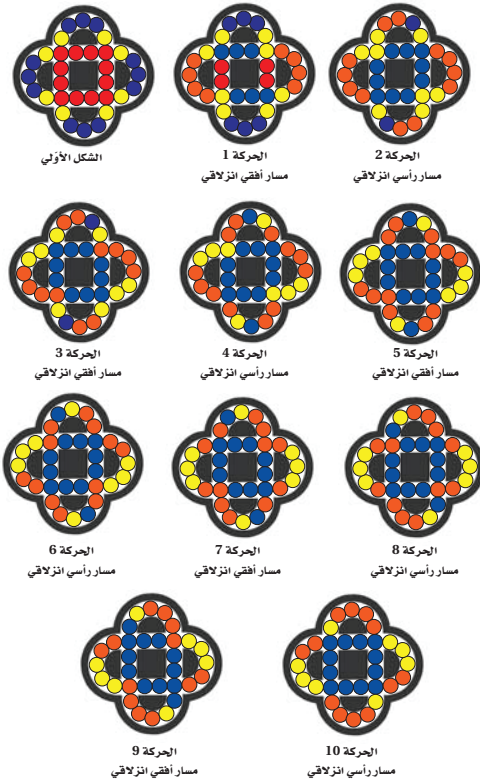 الشكل الأوّلي
الحركة 1
مسار أفقي انزلاقي
الحركة 2
مسار رأسي انزلاقي
الحركة 3
مسار أفقي انزلاقي
الحركة 4
مسار رأسي انزلاقي
الحركة 5
مسار أفقي انزلاقي
الحركة 6
مسار رأسي انزلاقي
الحركة 7
مسار أفقي انزلاقي
الحركة 8
مسار رأسي انزلاقي
الحركة 9
مسار أفقي انزلاقي
الحركة 10
مسار رأسي انزلاقي